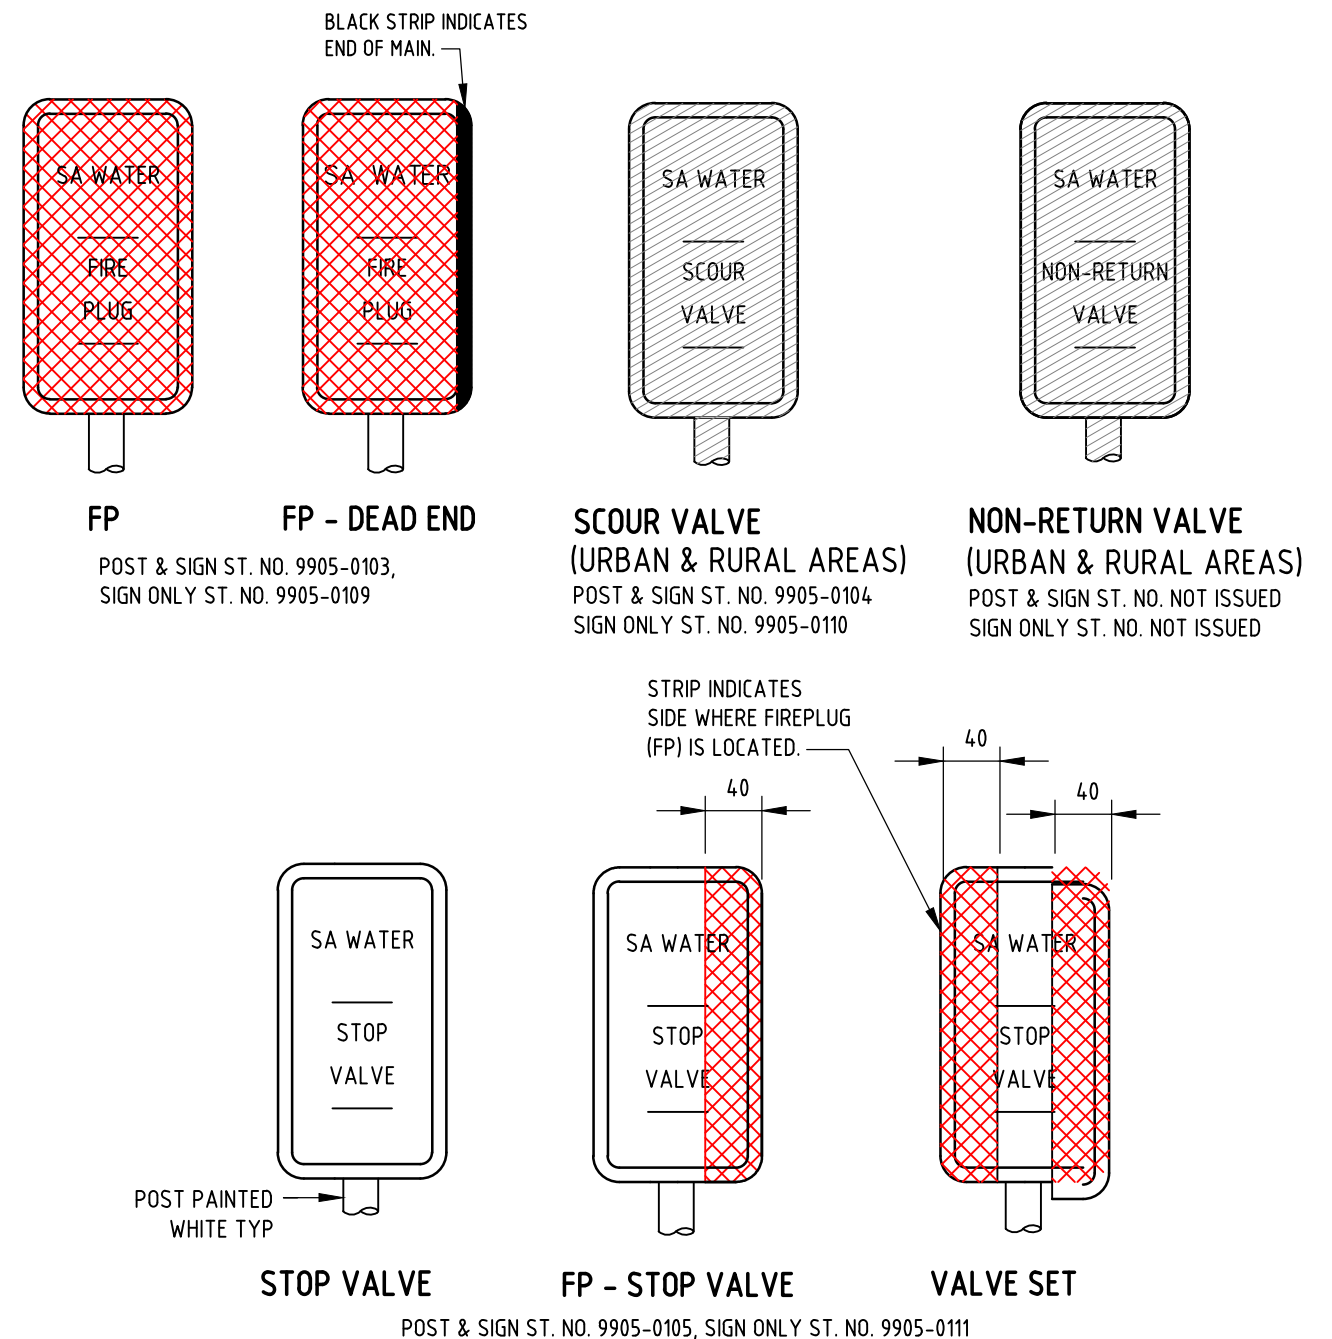 BLACK STRIP INDICATES
END OF MAIN.
SA WATER
FIRE
PLUG
SA WATER
FIRE
PLUG
SA WATER
SCOUR
VALVE
SA WATER
NON-RETURN
VALVE
FP
FP - DEAD END
POST & SIGN ST. NO. 9905-0103,
SIGN ONLY ST. NO. 9905-0109
SCOUR VALVE
(URBAN & RURAL AREAS)
POST & SIGN ST. NO. 9905-0104
SIGN ONLY ST. NO. 9905-0110
NON-RETURN VALVE
(URBAN & RURAL AREAS)
POST & SIGN ST. NO. NOT ISSUED
SIGN ONLY ST. NO. NOT ISSUED
STRIP INDICATES
SIDE WHERE FIREPLUG
(FP) IS LOCATED.
40
40
40
SA WATER
STOP
VALVE
SA WATER
STOP
VALVE
SA WATER
STOP
VALVE
POST PAINTED
WHITE TYP
STOP VALVE
FP - STOP VALVE
VALVE SET
POST & SIGN ST. NO. 9905-0105, SIGN ONLY ST. NO. 9905-0111